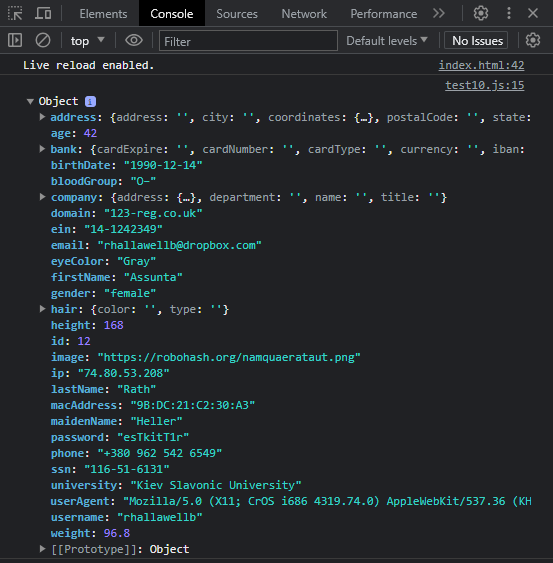 Elements Console Sources Network Performance
top Filter Default levels No Issues
Live reload enabled. index.html:42
test10.js:15
Object i
address: {address: '', city: '', coordinates: {…}, postalCode: '', state:
age: 42
bank: {cardExpire: '', cardNumber: '', cardType: '', currency: '', iban:
birthDate: "1990-12-14"
bloodGroup: "O−"
company: {address: {…}, department: '', name: '', title: ''}
domain: "123-reg.co.uk"
ein: "14-1242349"
email: "rhallawellb@dropbox.com"
eyeColor: "Gray"
firstName: "Assunta"
gender: "female"
hair: {color: '', type: ''}
height: 168
id: 12
image: "https://robohash.org/namquaerataut.png"
ip: "74.80.53.208"
lastName: "Rath"
macAddress: "9B:DC:21:C2:30:A3"
maidenName: "Heller"
password: "esTkitT1r"
phone: "+380 962 542 6549"
ssn: "116-51-6131"
university: "Kiev Slavonic University"
userAgent: "Mozilla/5.0 (X11; CrOS i686 4319.74.0) AppleWebKit/537.36 (KH
username: "rhallawellb"
weight: 96.8
[[Prototype]]: Object